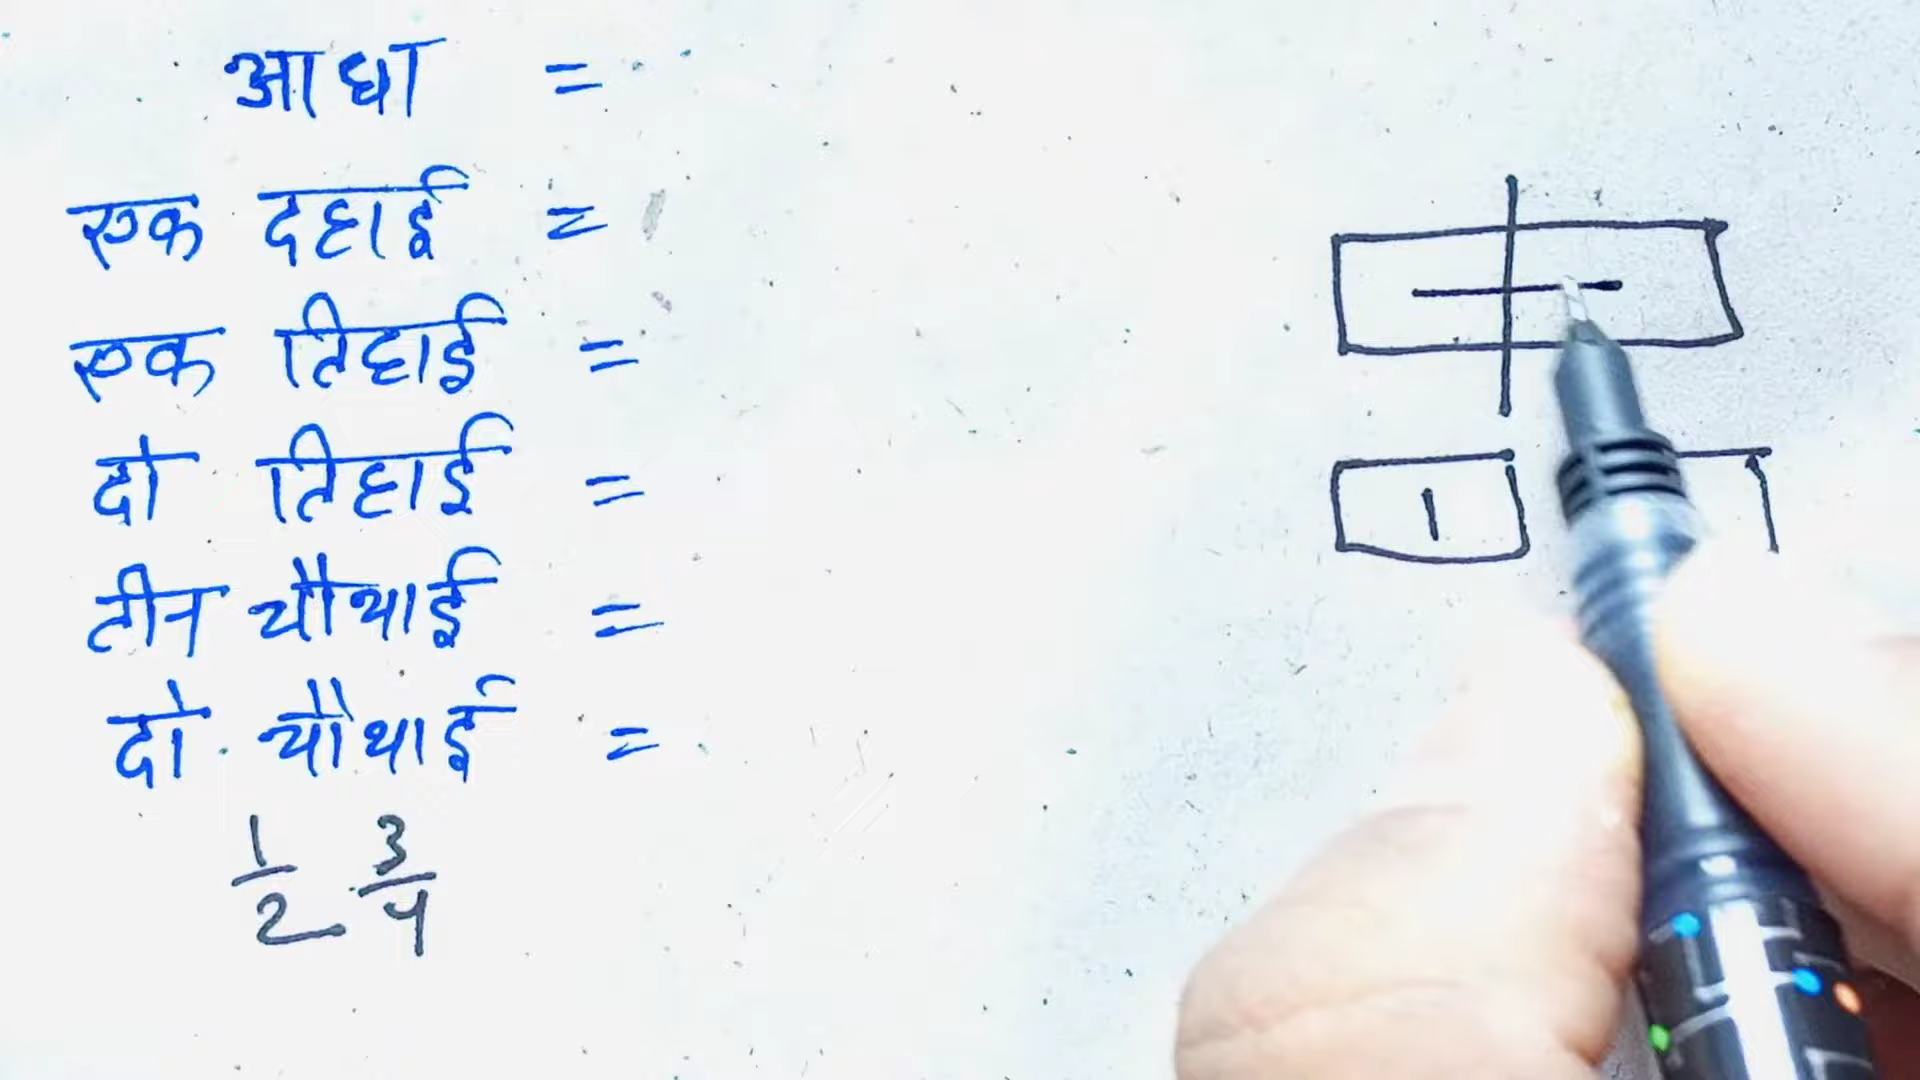 आधा =
एक दहाई =
एक तिहाई =
दो तिहाई =
तीन चौथाई =
दो चौथाई =
1/2 3/4
1